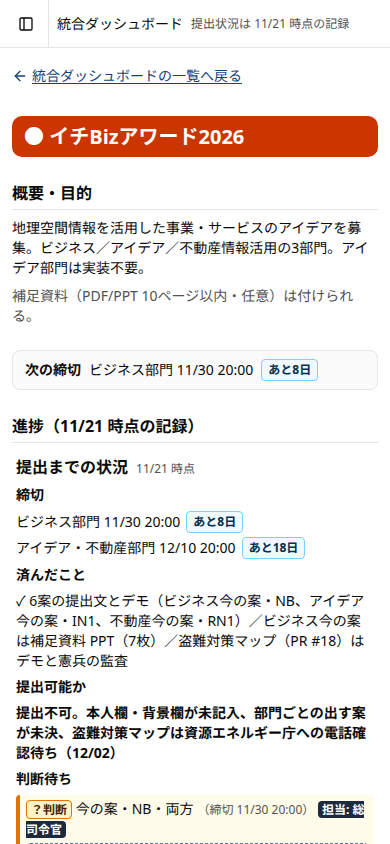 統合ダッシュボード 提出状況は 11/21 時点の記録
← 統合ダッシュボードの一覧へ戻る
イチBizアワード2026
概要・目的
地理空間情報を活用した事業・サービスのアイデアを募
集。ビジネス／アイデア／不動産情報活用の3部門。アイ
デア部門は実装不要。
補足資料（PDF/PPT 10ページ以内・任意）は付けられ
る。
次の締切 ビジネス部門 11/30 20:00 あと8日
進捗（11/21 時点の記録）
提出までの状況 11/21 時点
締切
ビジネス部門 11/30 20:00 あと8日
アイデア・不動産部門 12/10 20:00 あと18日
済んだこと
✓ 6案の提出文とデモ（ビジネス今の案・NB、アイデア
今の案・IN1、不動産今の案・RN1）／ビジネス今の案
は補足資料 PPT（7枚）／盗難対策マップ（PR #18）は
デモと憲兵の監査
提出可能か
提出不可。本人欄・背景欄が未記入、部門ごとの出す案
が未決、盗難対策マップは資源エネルギー庁への電話確
認待ち（12/02）
判断待ち
？判断 今の案・NB・両方 （締切 11/30 20:00） 担当: 総
司令官